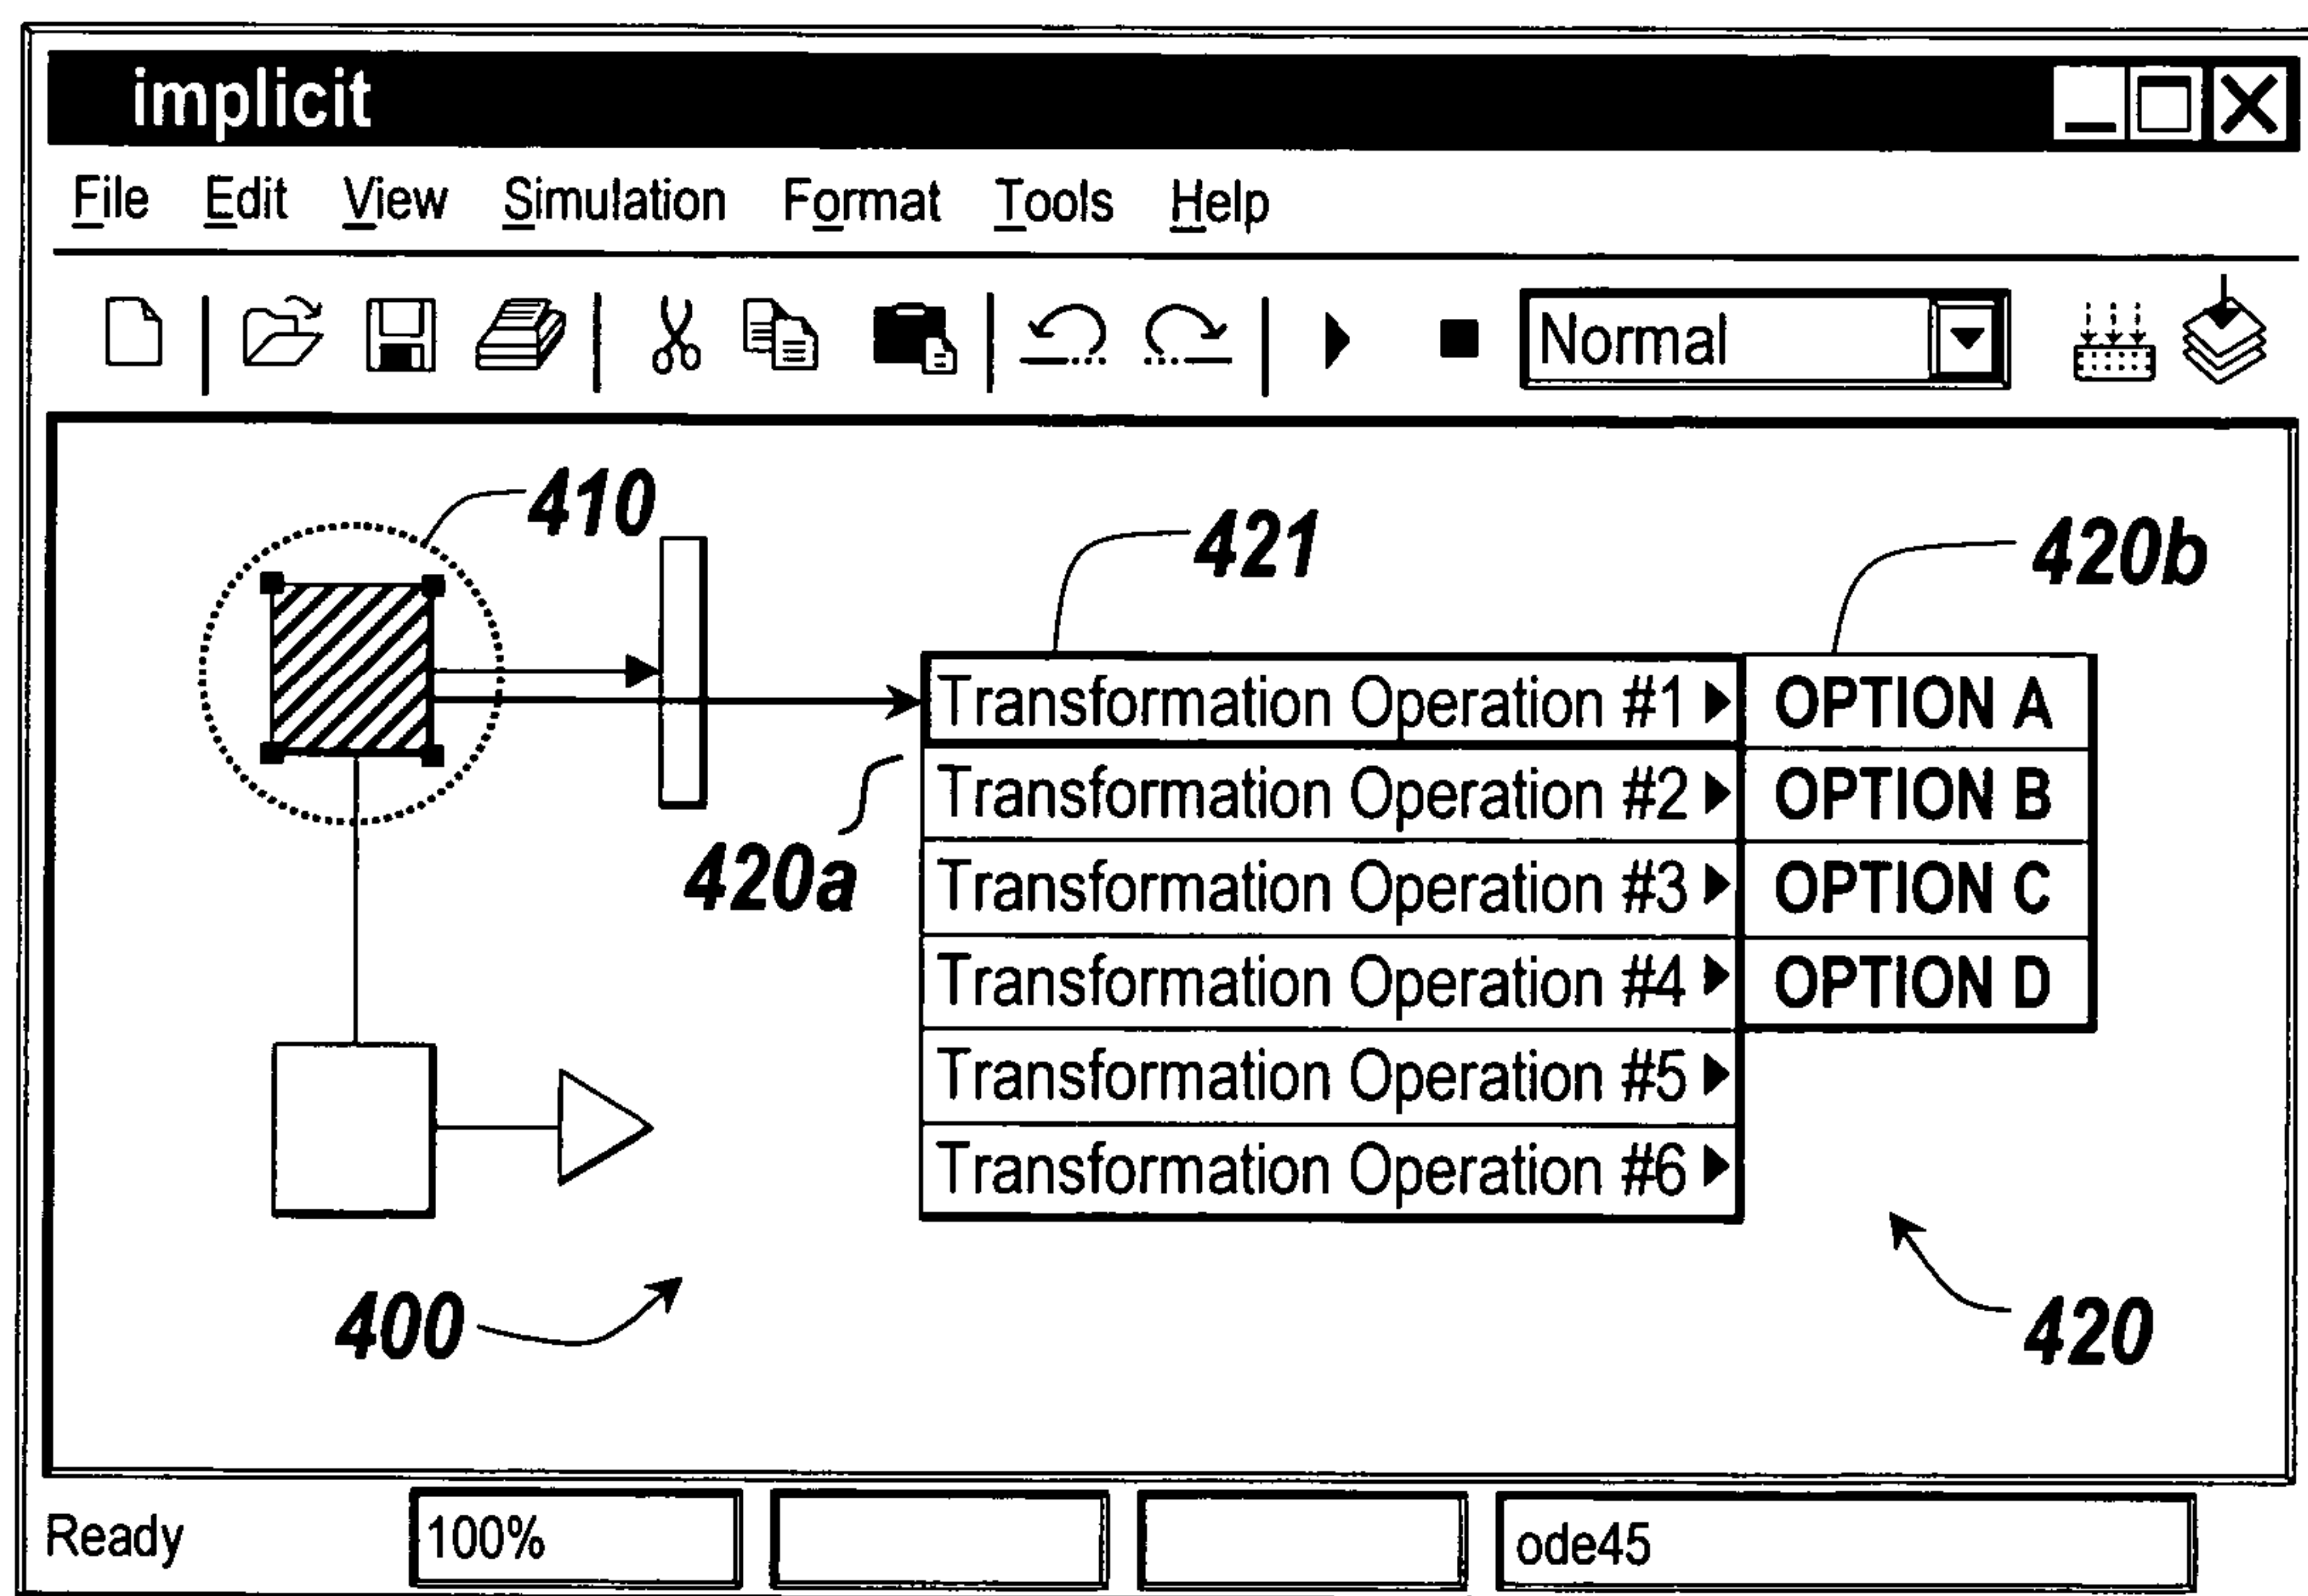 implicit
File Edit View Simulation Format Tools Help
Normal
410
421
420b
Transformation Operation #1 OPTION A
Transformation Operation #2 OPTION B
420a
Transformation Operation #3 OPTION C
Transformation Operation #4 OPTION D
Transformation Operation #5
Transformation Operation #6
400
420
Ready 100% ode45